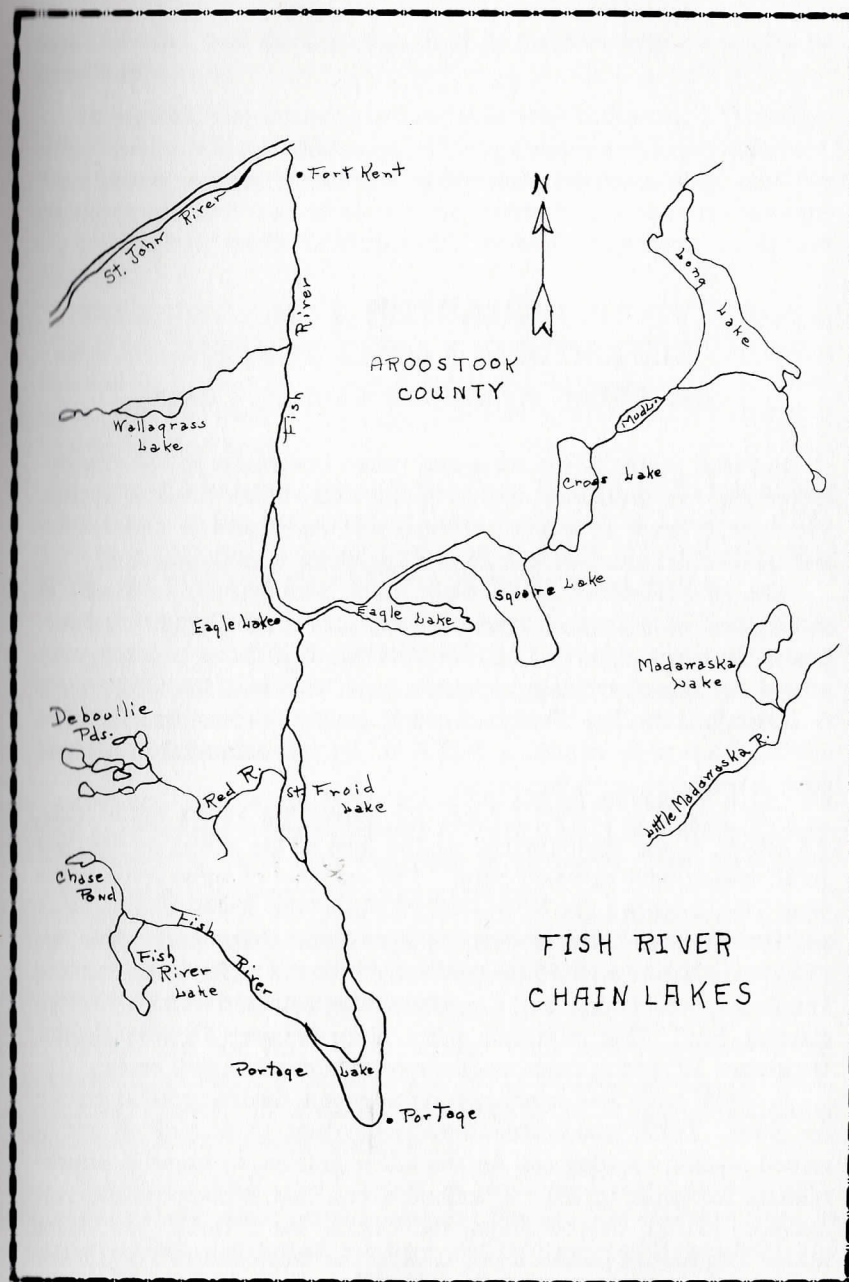 Fort Kent
N
St. John River
Long
Lake
Fish River
AROOSTOOK
COUNTY
Wallagrass
Lake
Mud L.
Cross Lake
Square Lake
Eagle Lake
Eagle Lake
Madawaska
Lake
Deboullie
Pds.
Red R.
St. Froid
Lake
Little Madawaska R.
Chase
Pond
Fish River
Fish
River
Lake
FISH RIVER
CHAIN LAKES
Portage Lake
Portage